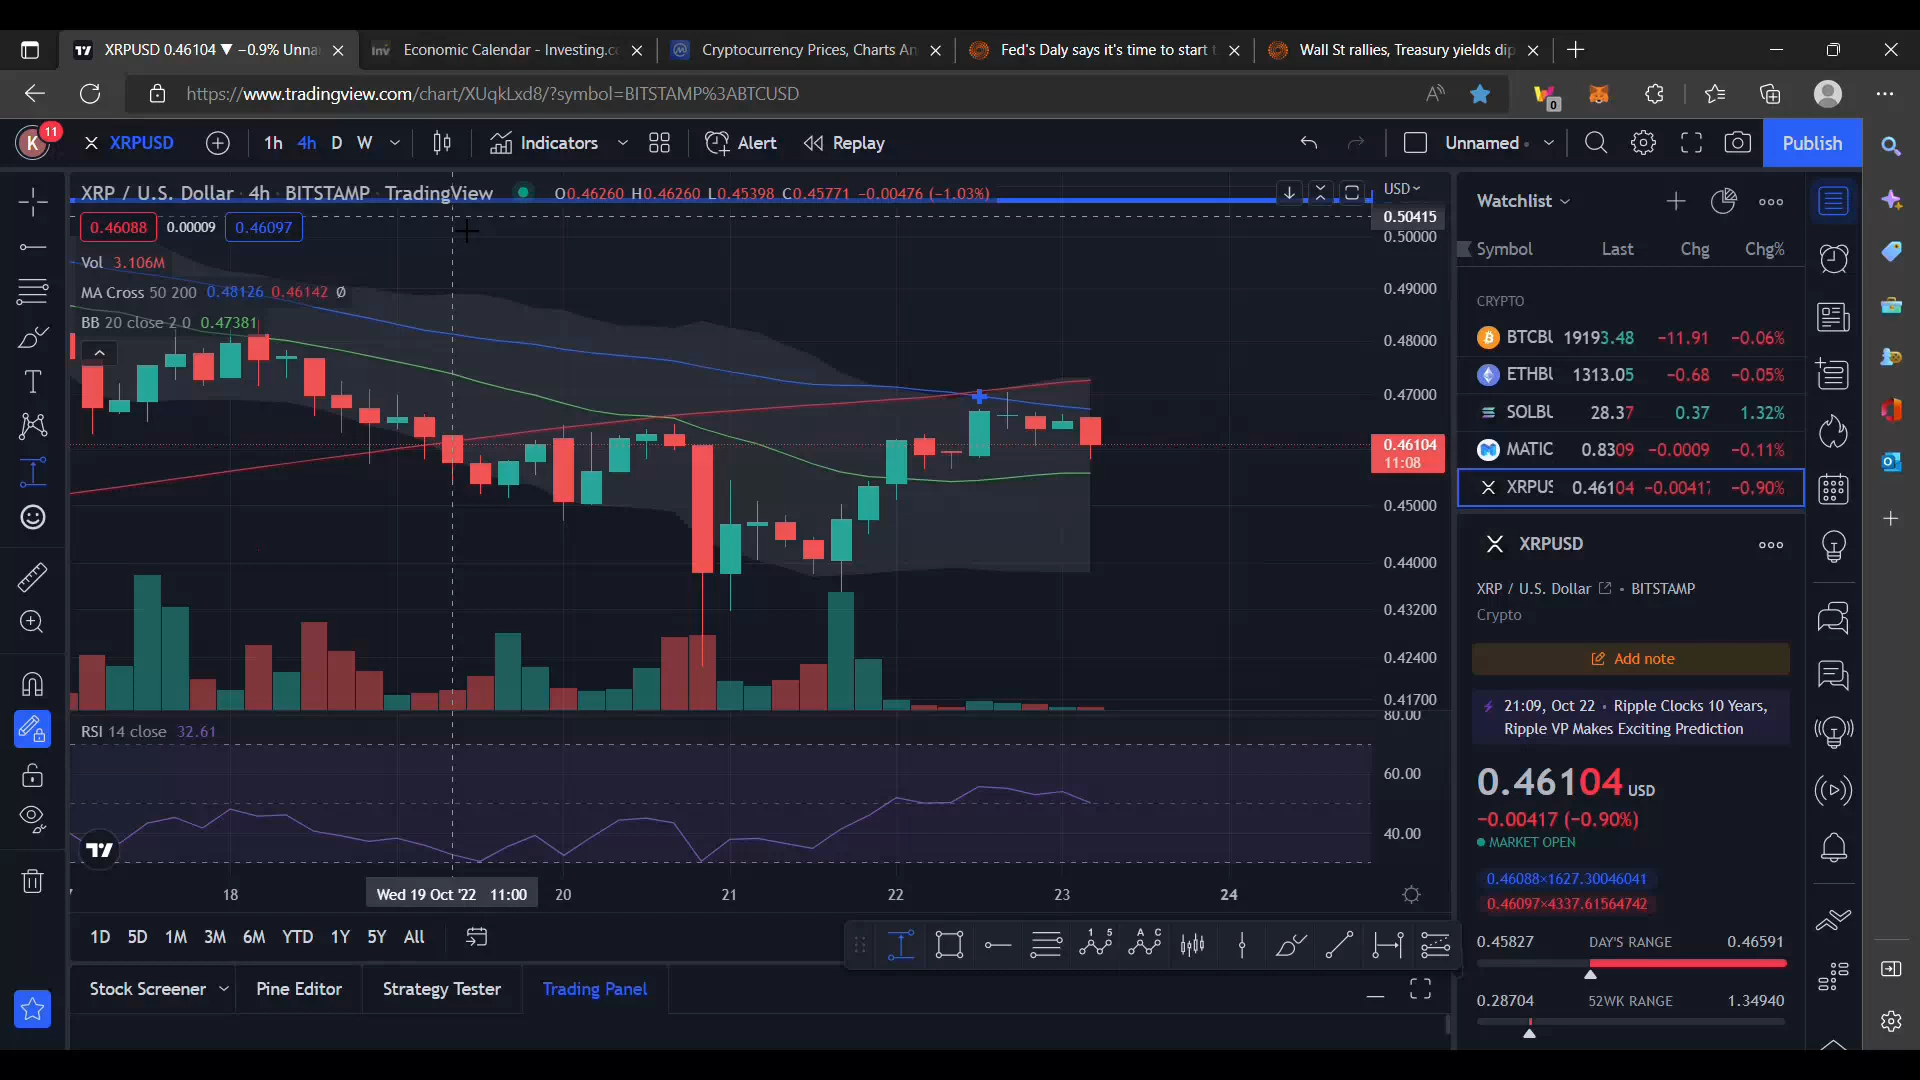 XRPUSD 0.46104 ▼ −0.9% Unna
Economic Calendar - Investing.c
Cryptocurrency Prices, Charts An
Fed's Daly says it's time to start t
Wall St rallies, Treasury yields dip
https://www.tradingview.com/chart/XUqkLxd8/?symbol=BITSTAMP%3ABTCUSD
0
K 11
XRPUSD
1h 4h D W
Indicators
Alert
Replay
Unnamed
Publish
XRP / U.S. Dollar · 4h · BITSTAMP · TradingView
O0.46260 H0.46260 L0.45398 C0.45771 −0.00476 (−1.03%)
0.46088 0.00009 0.46097
Vol 3.106M
MA Cross 50 200 0.48126 0.46142 Ø
BB 20 close 2 0 0.47381
USD
0.50415
0.50000
0.49000
0.48000
0.47000
0.46104
11:08
0.45000
0.44000
0.43200
0.42400
0.41700
RSI 14 close 32.61
80.00
60.00
40.00
18 Wed 19 Oct '22 11:00 20 21 22 23 24
1D 5D 1M 3M 6M YTD 1Y 5Y All
Stock Screener Pine Editor Strategy Tester Trading Panel
Watchlist
Symbol Last Chg Chg%
CRYPTO
BTCBU 19193.48 −11.91 −0.06%
ETHBU 1313.05 −0.68 −0.05%
SOLBU 28.37 0.37 1.32%
MATIC 0.8309 −0.0009 −0.11%
XRPUS 0.46104 −0.00417 −0.90%
XRPUSD
XRP / U.S. Dollar · BITSTAMP
Crypto
Add note
21:09, Oct 22 · Ripple Clocks 10 Years,
Ripple VP Makes Exciting Prediction
0.46104 USD
−0.00417 (−0.90%)
MARKET OPEN
0.46088×1627.30046041
0.46097×4337.61564742
0.45827 DAY'S RANGE 0.46591
0.28704 52WK RANGE 1.34940